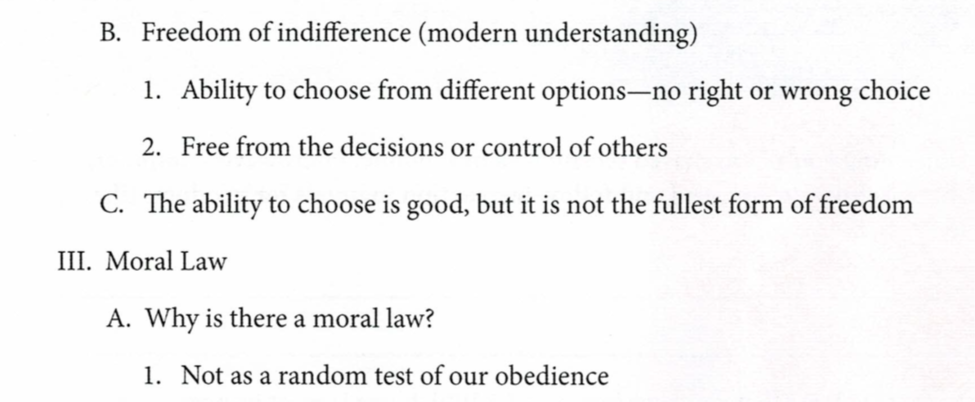 B. Freedom of indifference (modern understanding)
1. Ability to choose from different options—no right or wrong choice
2. Free from the decisions or control of others
C. The ability to choose is good, but it is not the fullest form of freedom
III. Moral Law
A. Why is there a moral law?
1. Not as a random test of our obedience